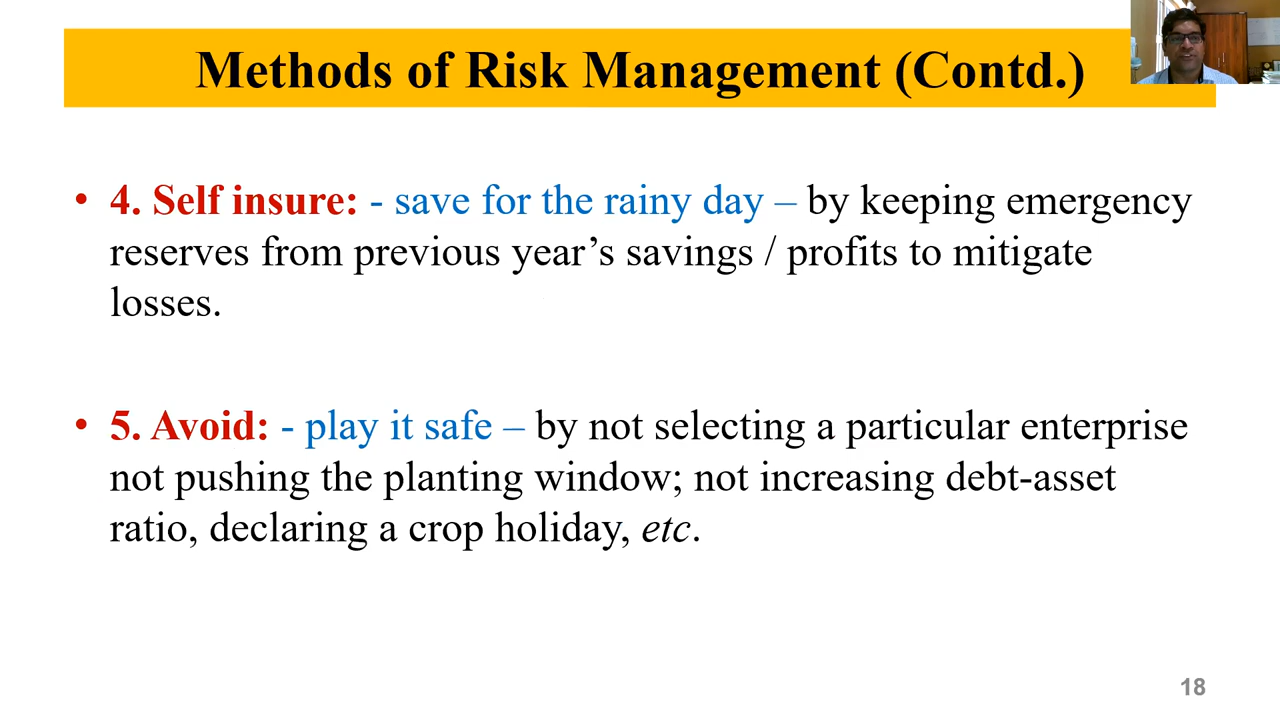 Methods of Risk Management (Contd.)
• 4. Self insure: - save for the rainy day – by keeping emergency
reserves from previous year’s savings / profits to mitigate
losses.
• 5. Avoid: - play it safe – by not selecting a particular enterprise
not pushing the planting window; not increasing debt-asset
ratio, declaring a crop holiday, etc.
18